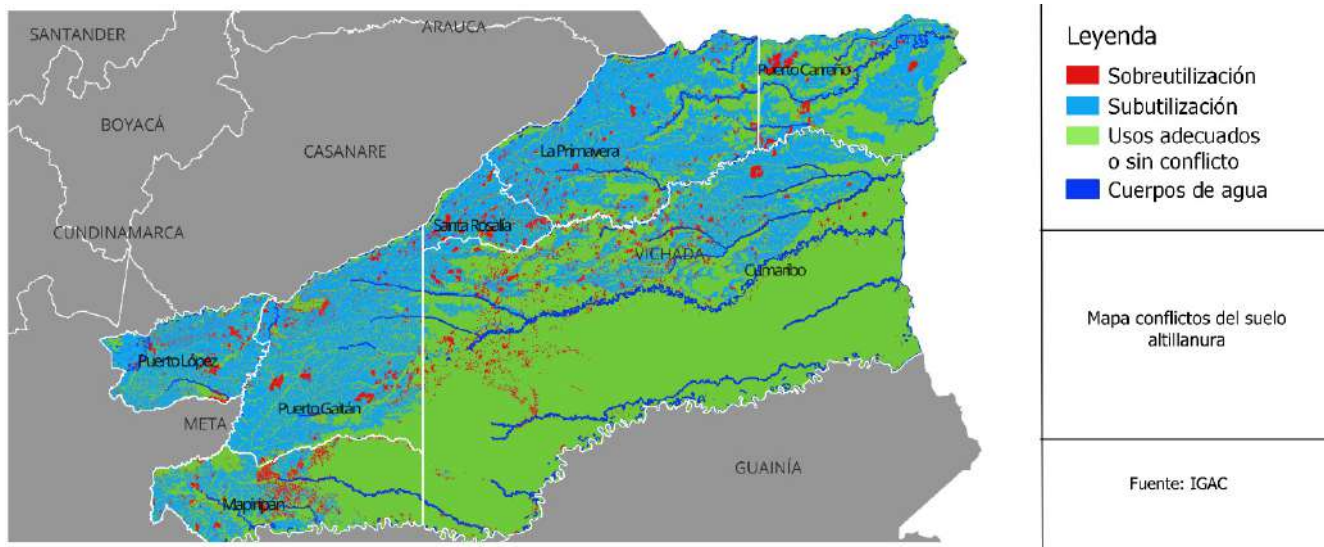 ARAUCA
SANTANDER
BOYACÁ
CASANARE
CUNDINAMARCA
Puerto Carreño
La Primavera
Santa Rosalía
VICHADA
Cumaribo
Puerto López
Puerto Gaitán
META
GUAINÍA
Mapiripán
Leyenda
Sobreutilización
Subutilización
Usos adecuados
o sin conflicto
Cuerpos de agua
Mapa conflictos del suelo
altillanura
Fuente: IGAC